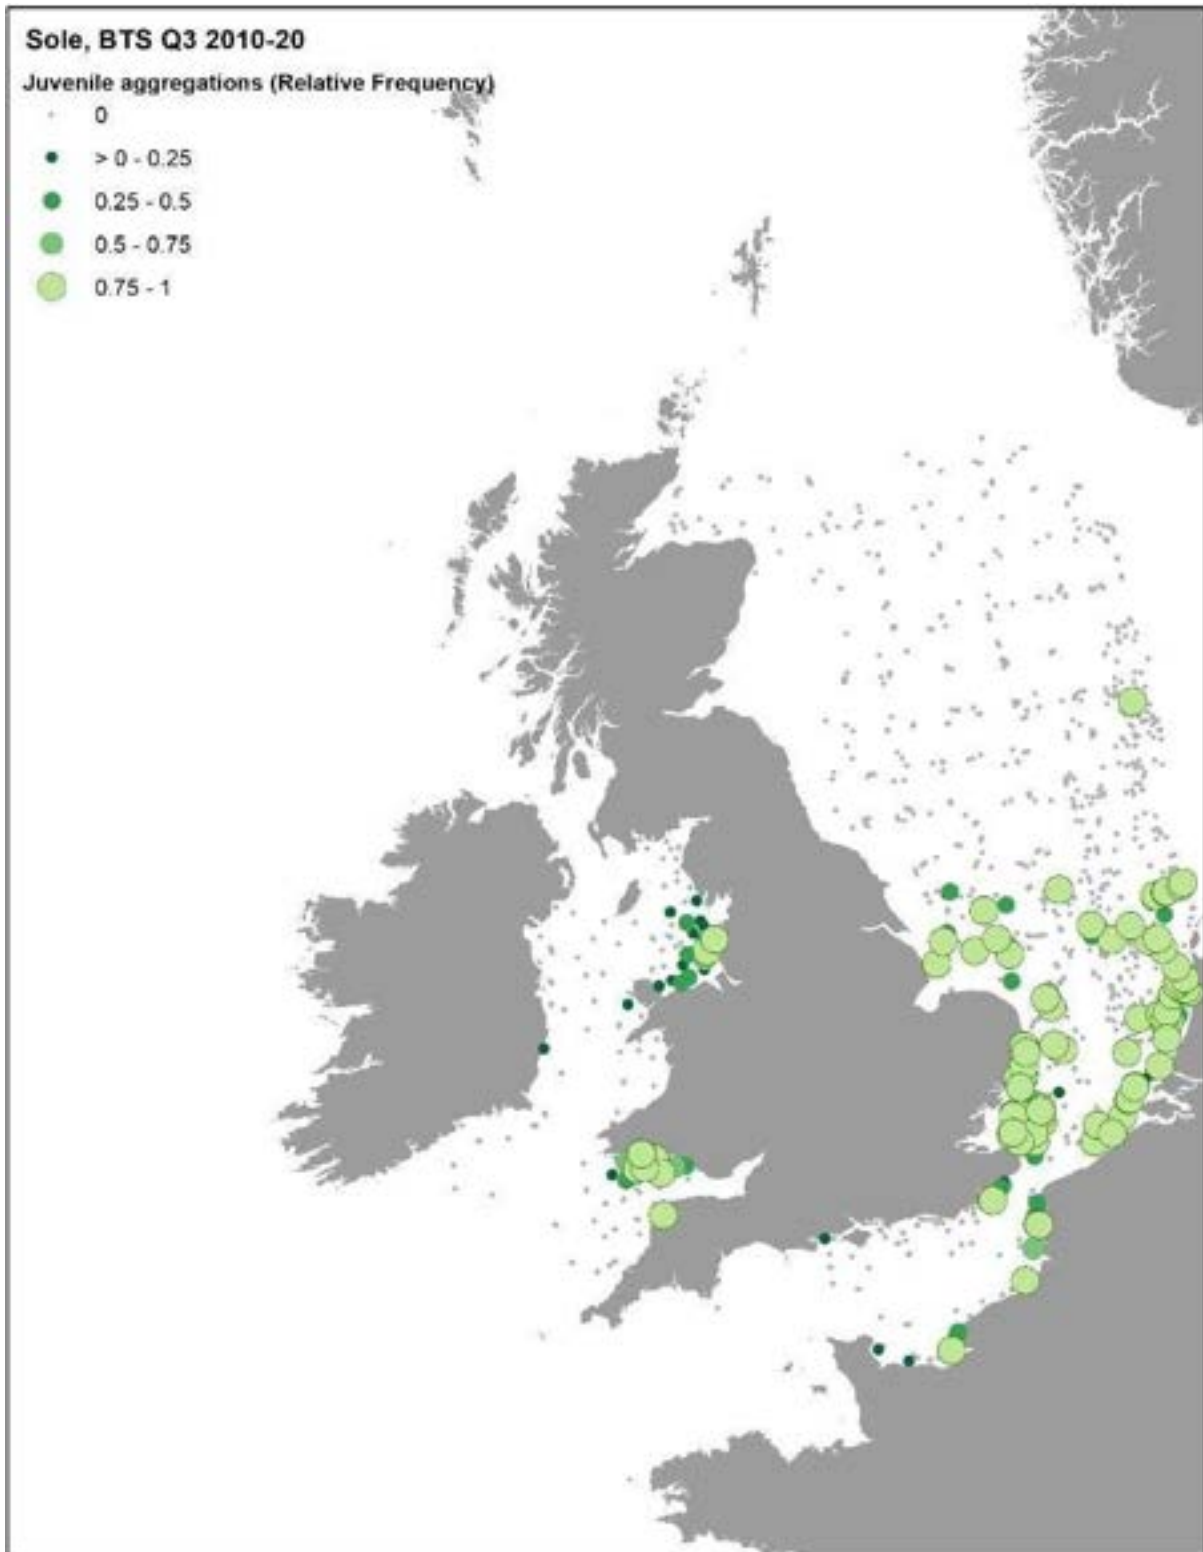 Sole, BTS Q3 2010-20
Juvenile aggregations (Relative Frequency)
0
> 0 - 0.25
0.25 - 0.5
0.5 - 0.75
0.75 - 1